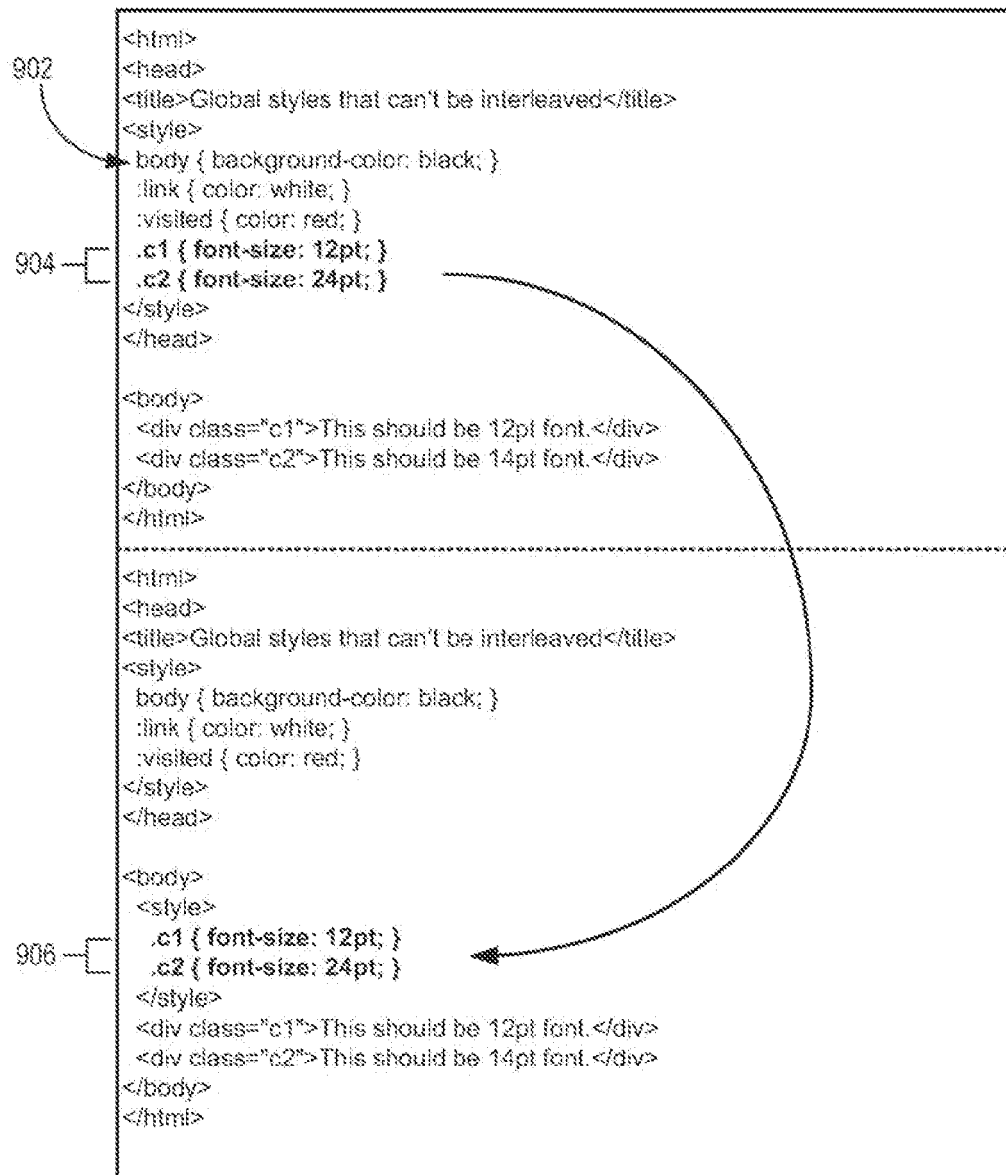 <html>
<head>
902
<title>Global styles that can't be interleaved</title>
<style>
body { background-color: black; }
:link { color: white; }
:visited { color: red; }
904
.c1 { font-size: 12pt; }
.c2 { font-size: 24pt; }
</style>
</head>
<body>
<div class="c1">This should be 12pt font.</div>
<div class="c2">This should be 14pt font.</div>
</body>
</html>
<html>
<head>
<title>Global styles that can't be interleaved</title>
<style>
body { background-color: black; }
:link { color: white; }
:visited { color: red; }
</style>
</head>
<body>
<style>
906
.c1 { font-size: 12pt; }
.c2 { font-size: 24pt; }
</style>
<div class="c1">This should be 12pt font.</div>
<div class="c2">This should be 14pt font.</div>
</body>
</html>